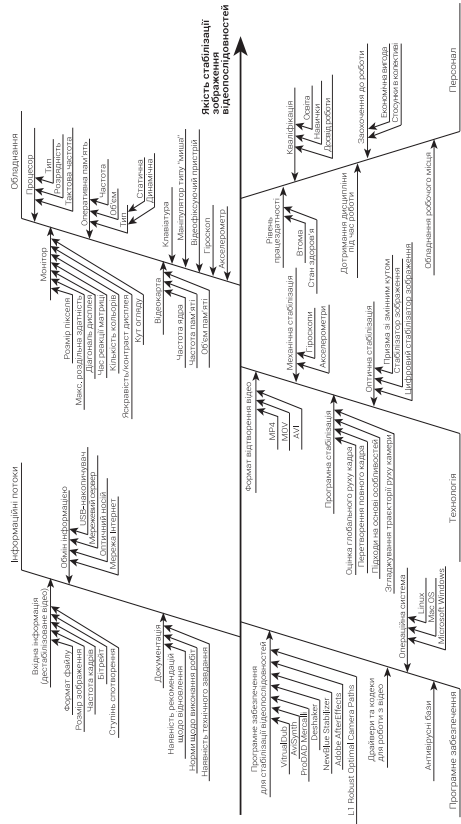 Інформаційні потоки
Вхідна інформація
(дестабілізоване відео)
Формат файлу
Розмір зображення
Частота кадрів
Бітрейт
Ступінь спотворення
Обмін інформацією
USB-накопичувач
Мережевий сервер
Оптичний носій
Мережа Інтернет
Документація
Наявність рекомендацій
щодо відновлення
Норми щодо виконання робіт
Наявність технічного завдання
Обладнання
Процесор
Тип
Розрядність
Тактова частота
Монітор
Розмір пікселя
Макс. роздільна здатність
Діагональ дисплея
Час реакції матриці
Кількість кольорів
Яскравість/контраст дисплея
Кут огляду
Оперативна пам'ять
Частота
Об'єм
Тип
Статична
Динамічна
Відеокарта
Частота ядра
Частота пам'яті
Об'єм пам'яті
Клавіатура
Маніпулятор типу "миша"
Відеофіксуючий пристрій
Гіроскоп
Акселерометр
Якість стабілізації
зображення
відеопослідовностей
Програмне забезпечення
для стабілізації відеопослідовностей
VitrualDub
AviSynth
ProDAD Mercalli
Deshaker
NewBlue Stabilizer
Adobe AfterEffects
L1 Robust Optimal Camera Paths
Операційна система
Linux
Mac OS
Microsoft Windows
Драйвери та кодеки
для роботи з відео
Антивірусні бази
Програмне забезпечення
Формат відтворення відео
MP4
MOV
AVI
Механічна стабілізація
Гіроскопи
Акселерометри
Програмна стабілізація
Оцінка глобального руху кадра
Перетворення повного кадра
Підходи на основі особливостей
Згладжування траєкторії руху камери
Оптична стабілізація
Призма зі змінним кутом
Стабілізатор зображення
Цифровий стабілізатор зображення
Технологія
Рівень
працездатності
Втома
Стан здоров'я
Кваліфікація
Освіта
Навички
Досвід роботи
Дотримання дисципліни
під час роботи
Заохочення до роботи
Економічна вигода
Стосунки в колективі
Обладнання робочого місця
Персонал